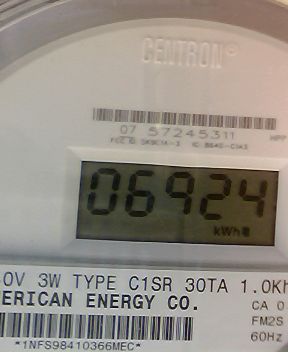 CENTRON®
07 57245311
06924
kWh
0V 3W TYPE C1SR 30TA 1.0Kh
ERICAN ENERGY CO.
CA 0
FM2S
60Hz
*1NFS98410366MEC*